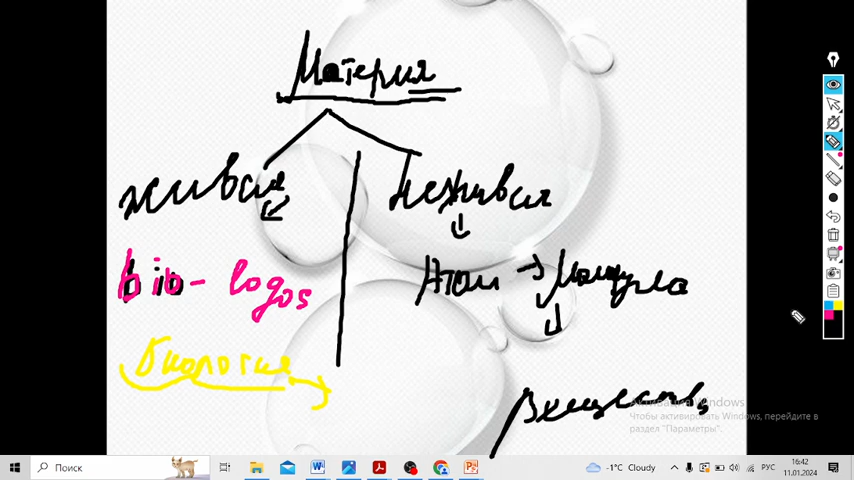 Материя
живая
неживая
bio - logos
Атом → Молекула
Биология
Вещество
Активация Windows
Чтобы активировать Windows, перейдите в
раздел "Параметры".
Поиск
-1°C Cloudy
РУС
16:42
11.01.2024